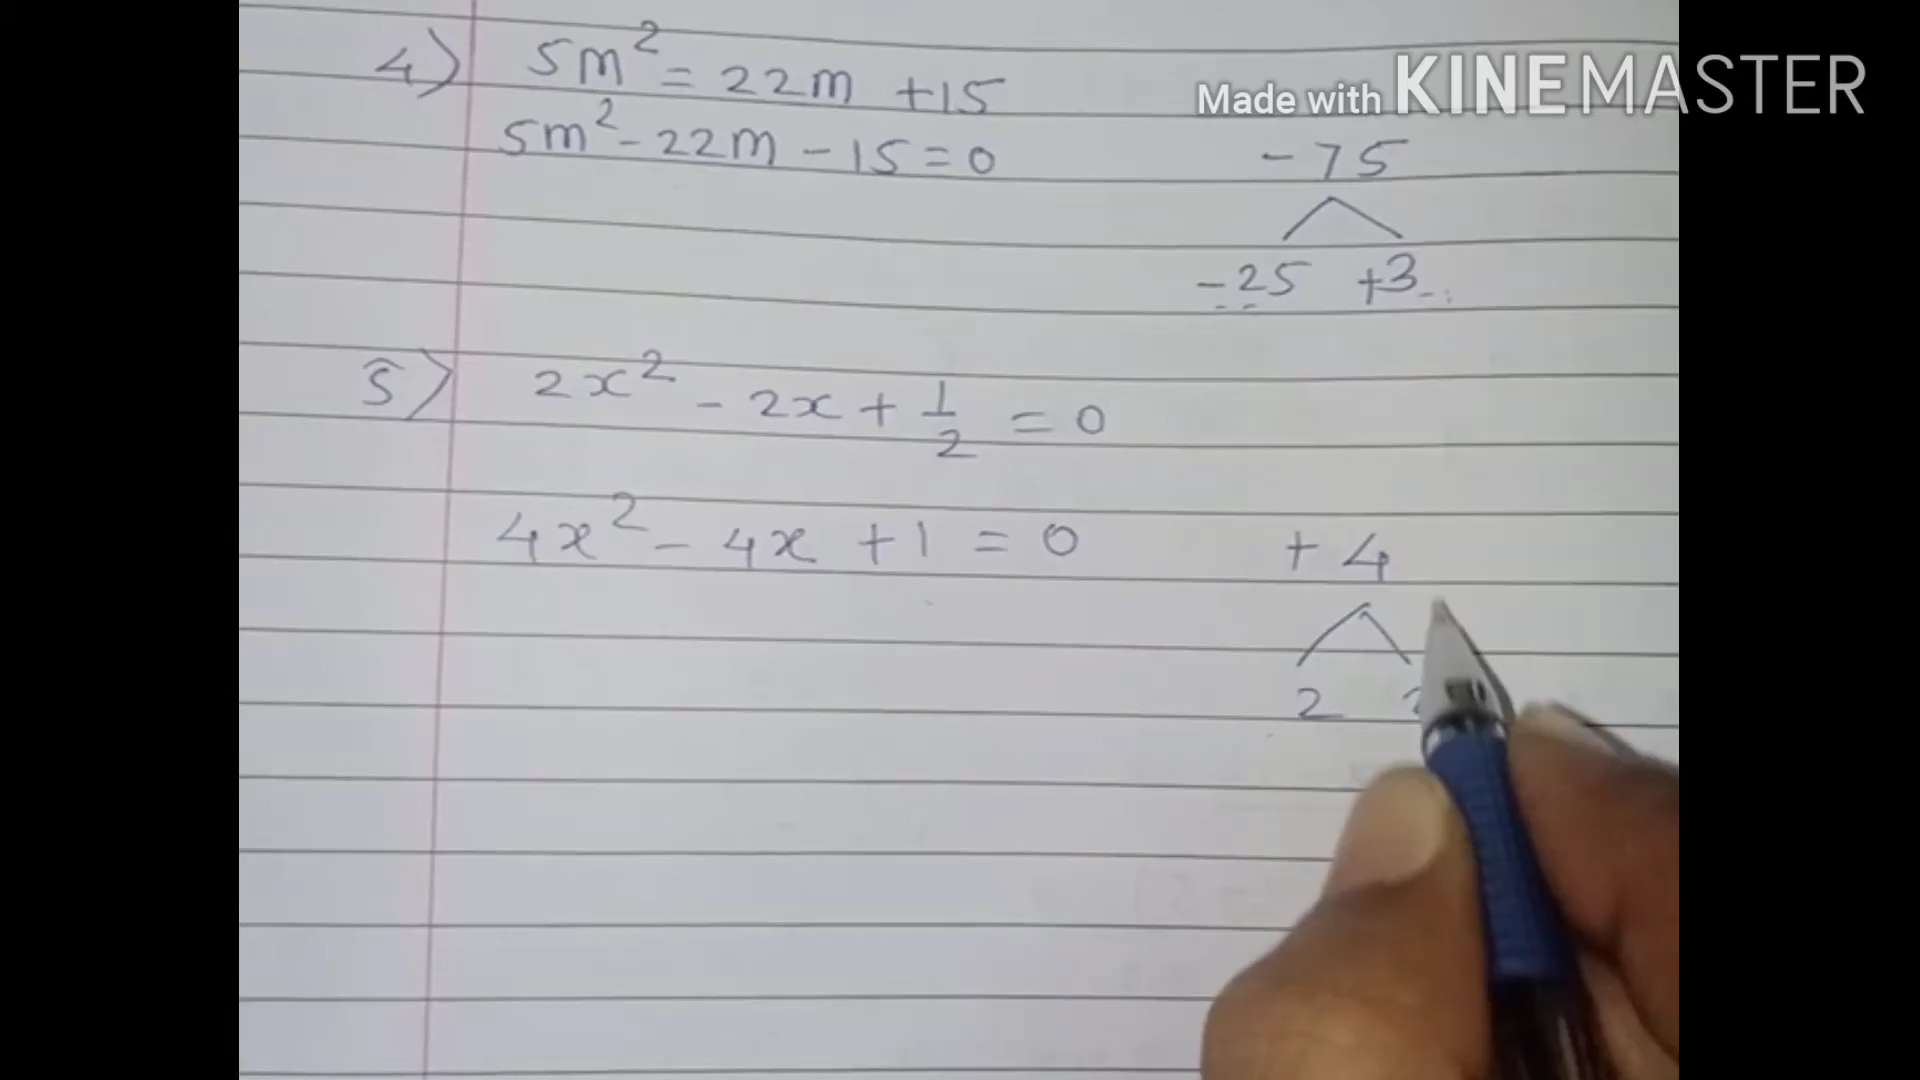 4) 5m² = 22m + 15
Made with KINEMASTER
5m² - 22m - 15 = 0
-75
-25 +3
5) 2x² - 2x + 1/2 = 0
4x² - 4x + 1 = 0
+4
2